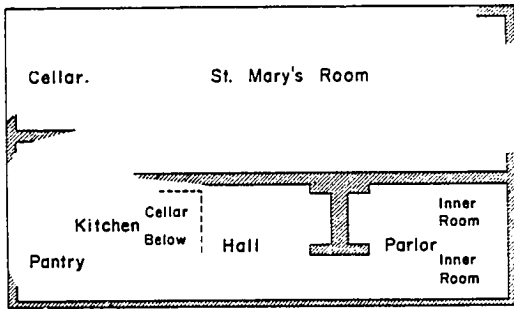 Cellar.
St. Mary's Room
Kitchen
Cellar
Below
Hall
Parlor
Inner
Room
Pantry
Inner
Room